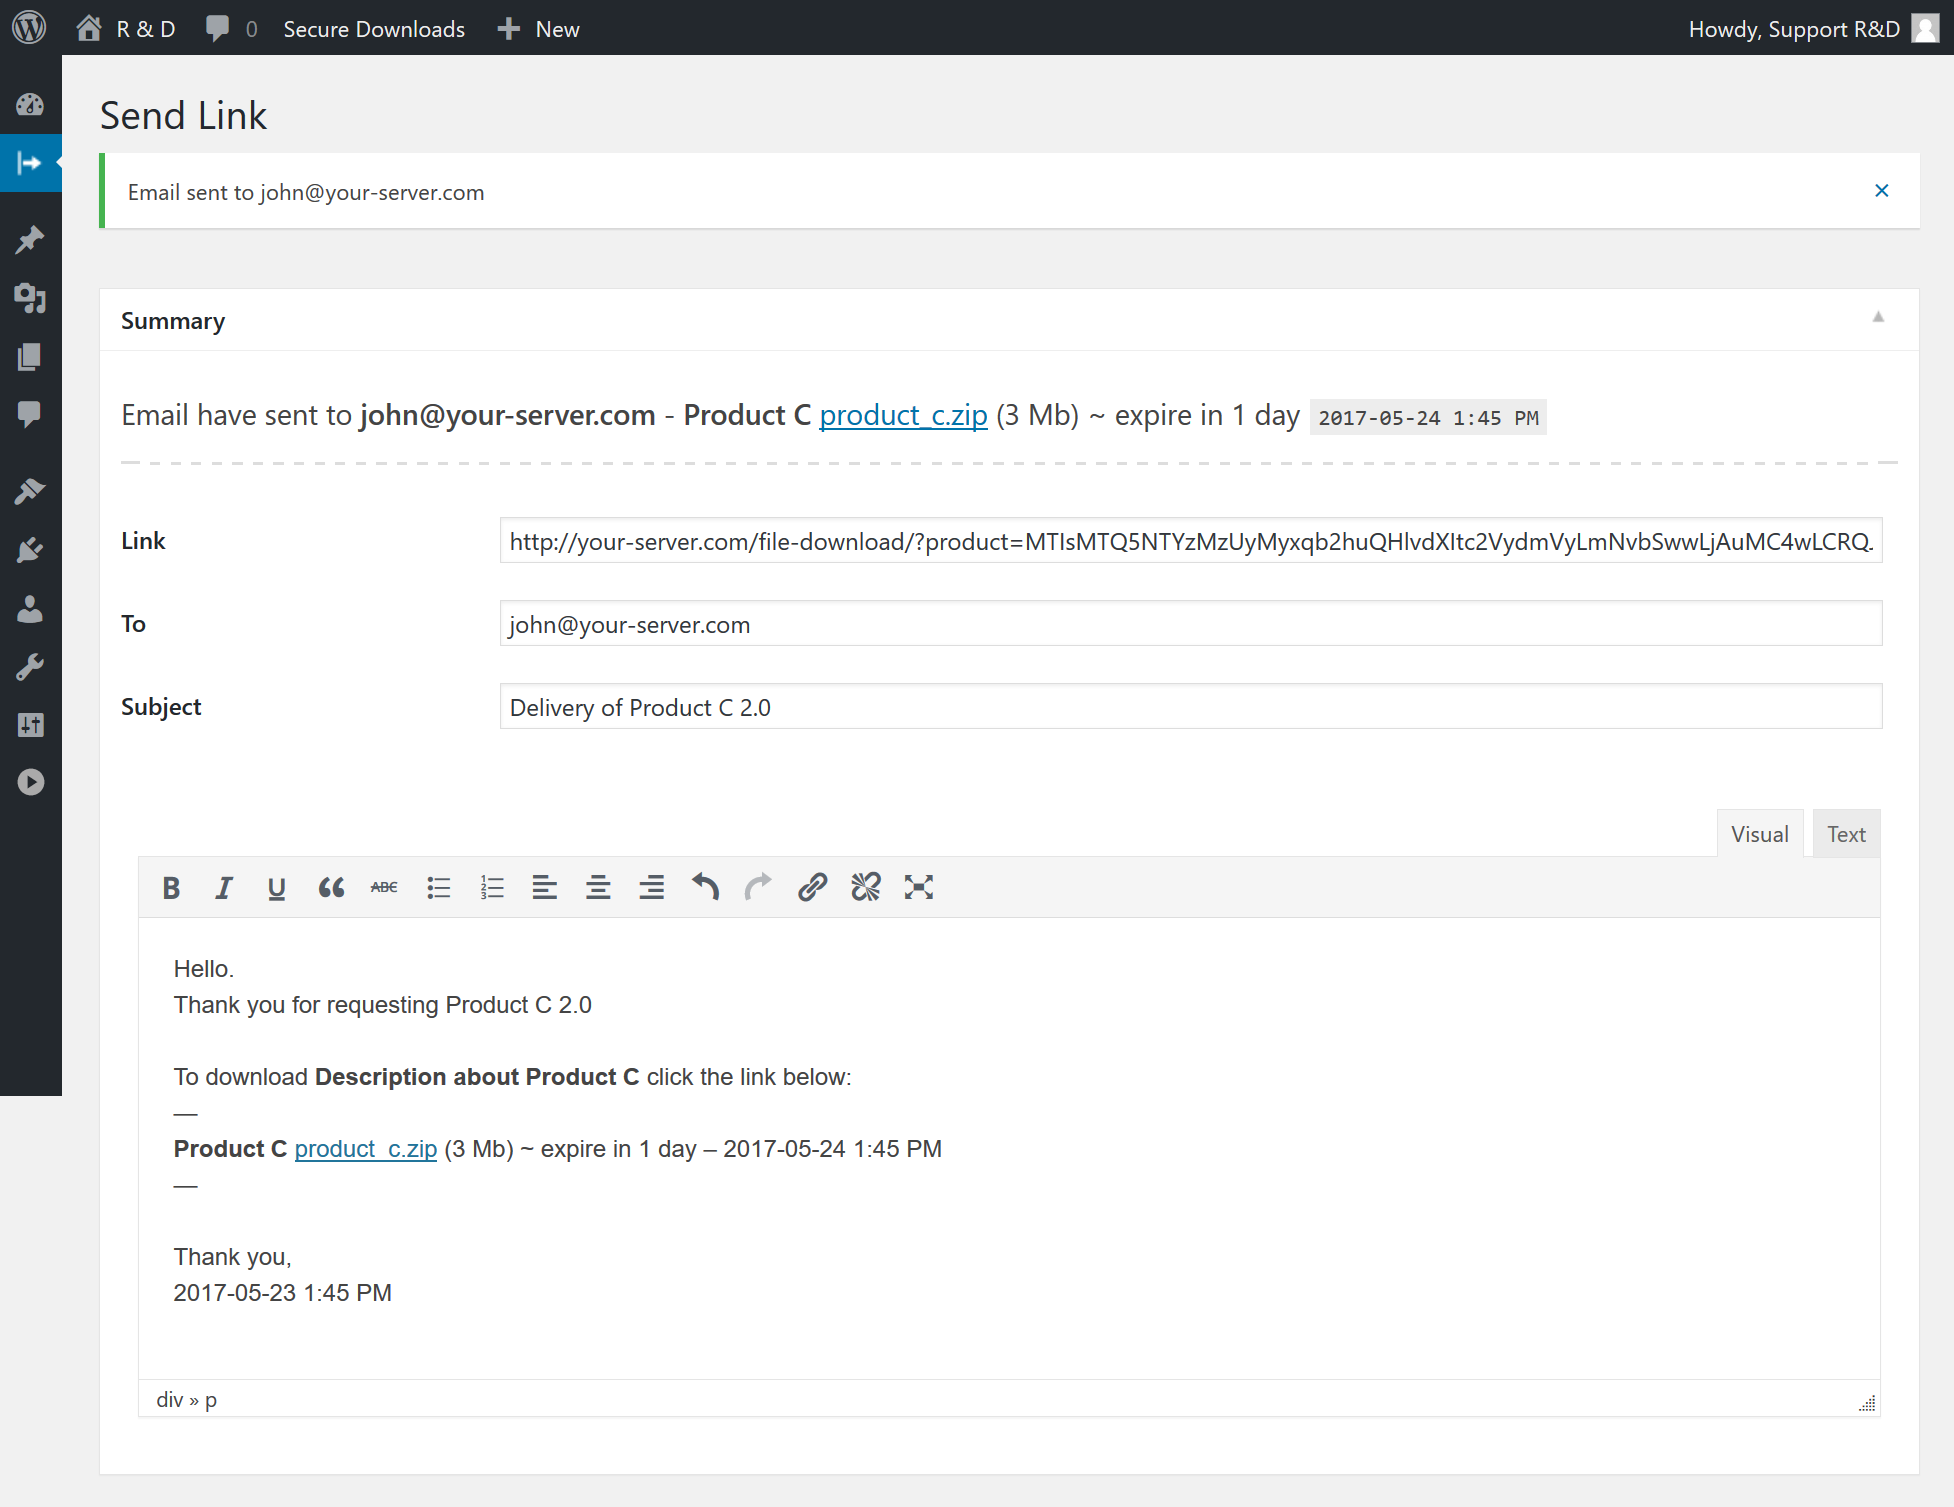 R & D 0 Secure Downloads New Howdy, Support R&D
Send Link
Email sent to john@your-server.com
Summary
Email have sent to john@your-server.com - Product C product_c.zip (3 Mb) ~ expire in 1 day 2017-05-24 1:45 PM
Link http://your-server.com/file-download/?product=MTIsMTQ5NTYzMzUyMyxqb2huQHlvdXItc2VydmVyLmNvbSwwLjAuMC4wLCRQ
To john@your-server.com
Subject Delivery of Product C 2.0
Visual Text
B I U ABC
Hello.
Thank you for requesting Product C 2.0
To download Description about Product C click the link below:
—
Product C product_c.zip (3 Mb) ~ expire in 1 day – 2017-05-24 1:45 PM
—
Thank you,
2017-05-23 1:45 PM
div » p